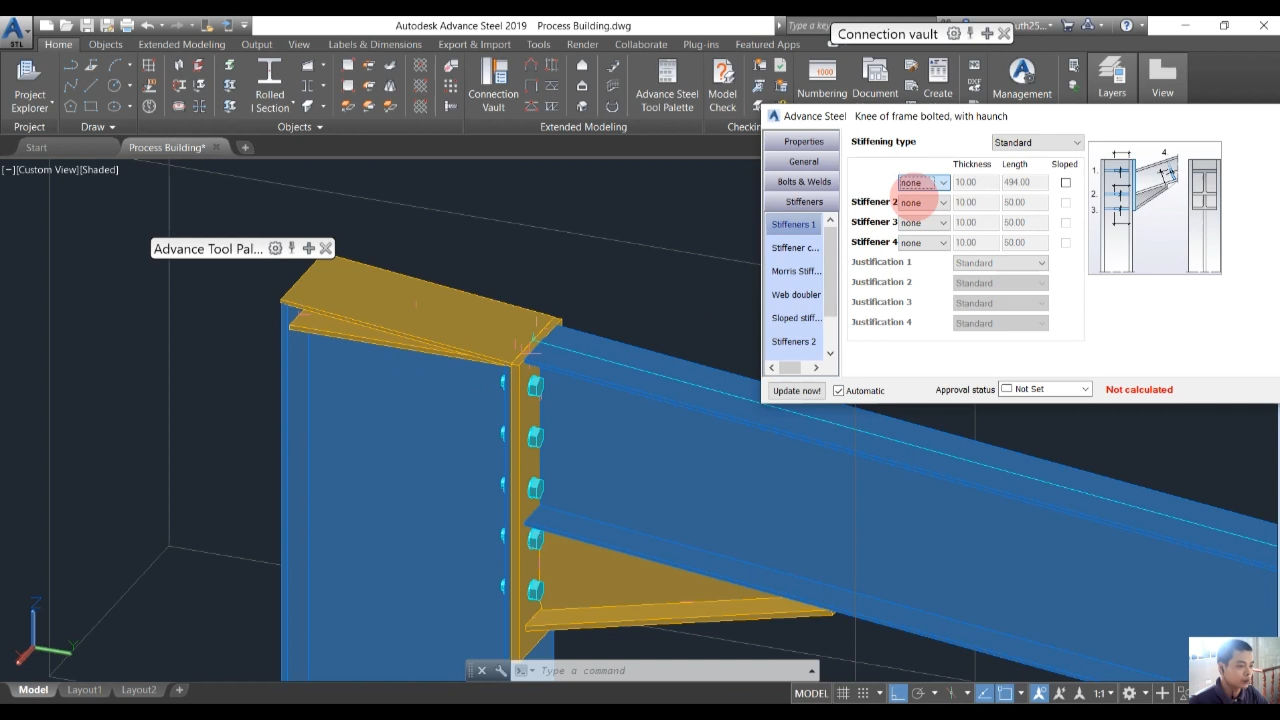 Autodesk Advance Steel 2019 Process Building.dwg
Connection vault
Home Objects Extended Modeling Output View Labels & Dimensions Export & Import Tools Render Collaborate Plug-ins Featured Apps
STL
Project Explorer
Rolled I Section
Connection Vault
Advance Steel Tool Palette
Model Check
Numbering
Document
Create
Management
Layers
View
Project
Draw
Objects
Extended Modeling
Start
Process Building*
[−][Custom View][Shaded]
Advance Tool Pal...
Advance Steel Knee of frame bolted, with haunch
Properties
General
Bolts & Welds
Stiffeners
Stiffeners 1
Stiffener c...
Morris Stiff...
Web doubler
Sloped stiff...
Stiffeners 2
Stiffening type Standard
Thickness Length Sloped
none 10.00 494.00
Stiffener 2 none 10.00 50.00
Stiffener 3 none 10.00 50.00
Stiffener 4 none 10.00 50.00
Justification 1 Standard
Justification 2 Standard
Justification 3 Standard
Justification 4 Standard
1.
2.
3.
4.
Update now! Automatic Approval status Not Set Not calculated
Z
Y
X
Type a command
Model Layout1 Layout2
MODEL 1:1